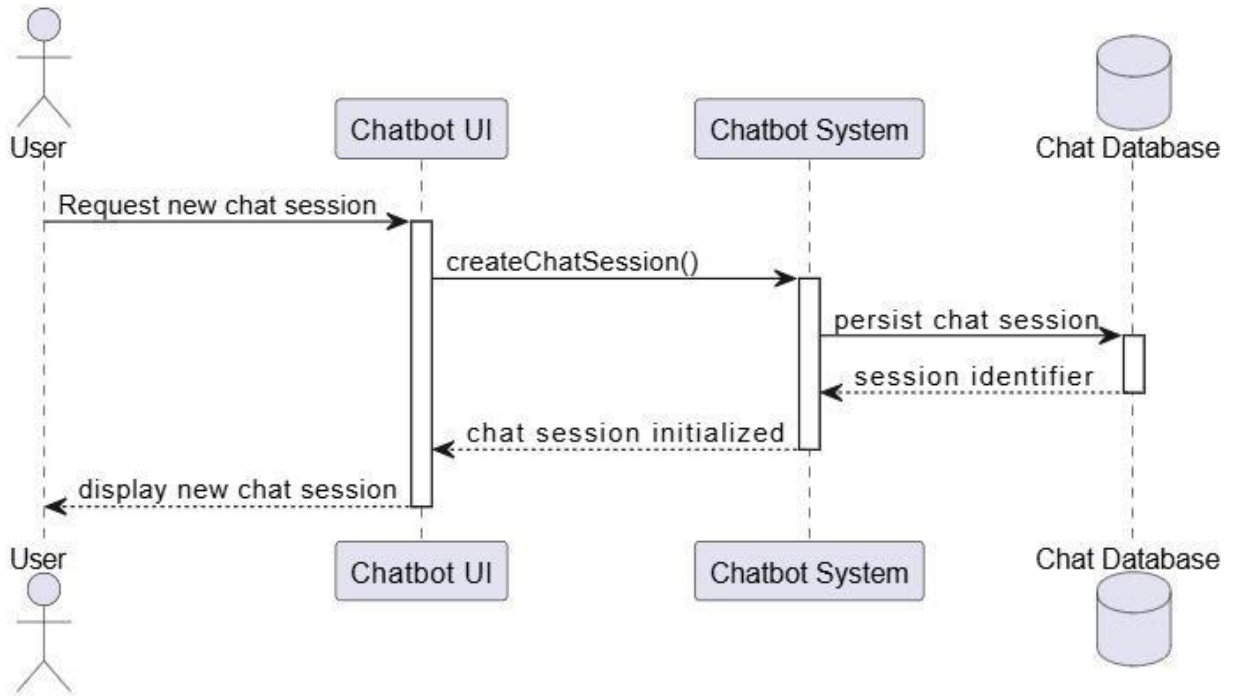 User
Chatbot UI
Chatbot System
Chat Database
Request new chat session
createChatSession()
persist chat session
session identifier
chat session initialized
display new chat session
User
Chatbot UI
Chatbot System
Chat Database